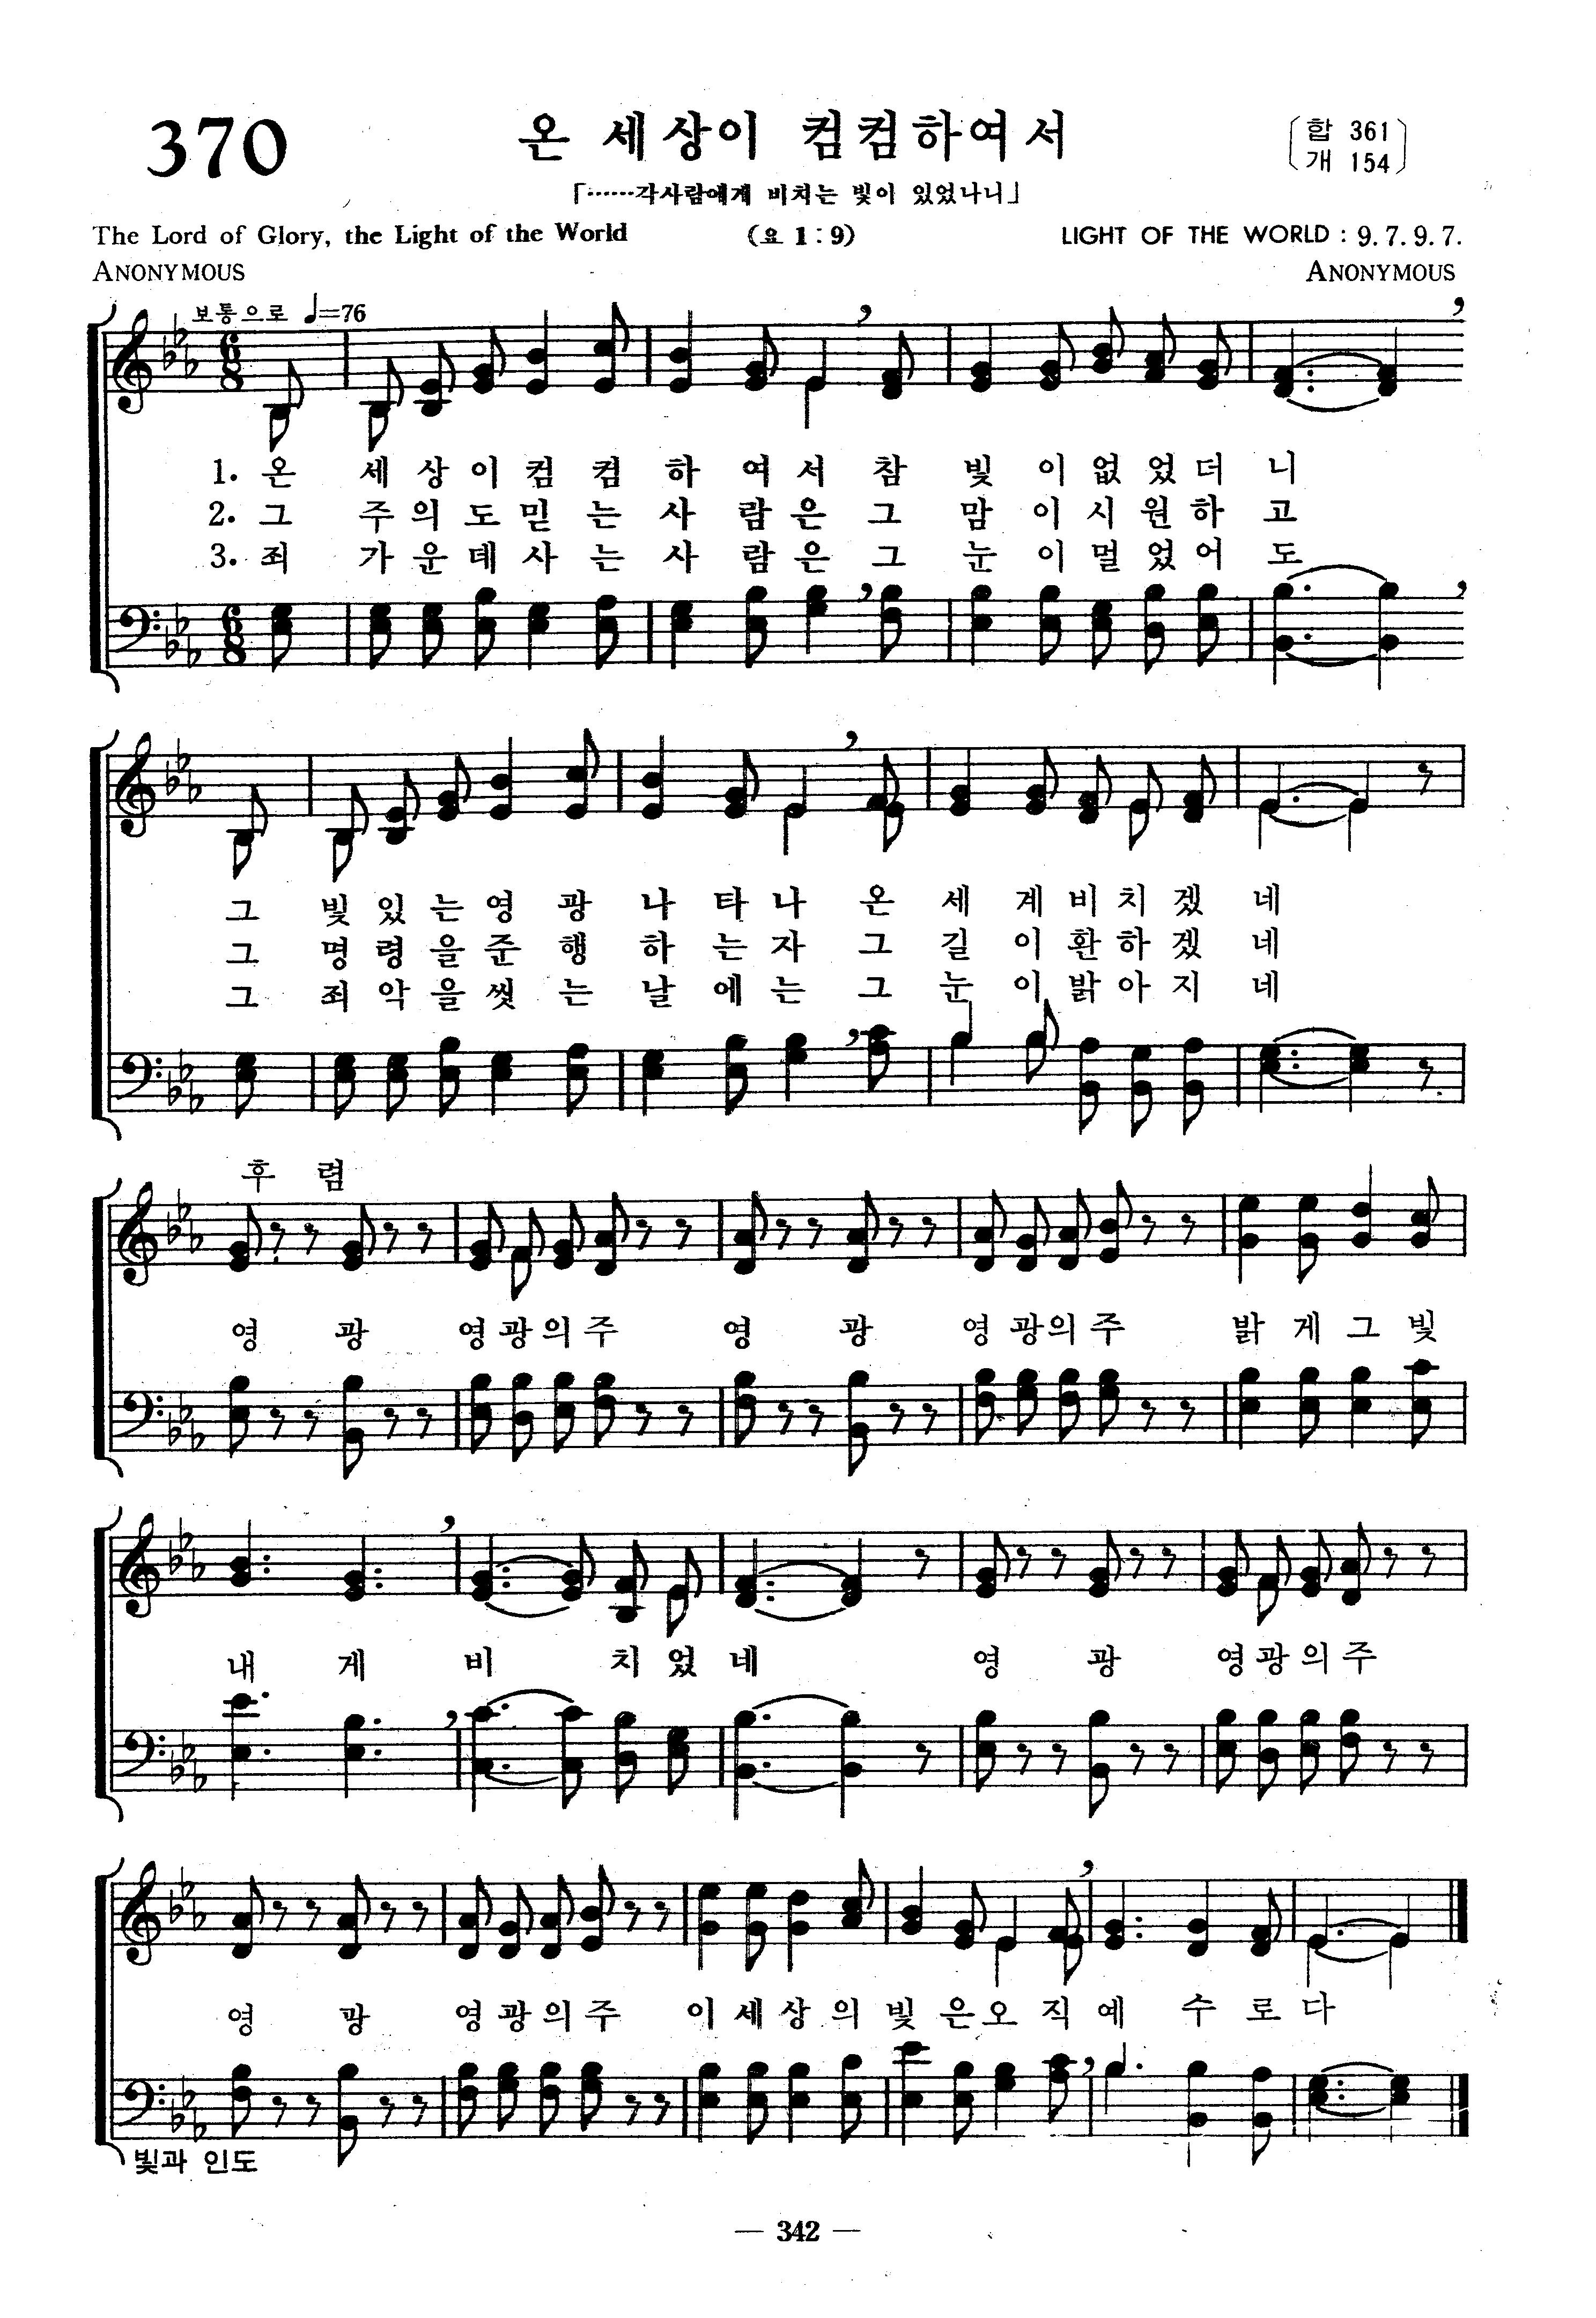 370
온 세상이 컴컴하여서
합 361
개 154
「……각사람에게 비치는 빛이 있었나니」
The Lord of Glory, the Light of the World
(요 1 : 9)
LIGHT OF THE WORLD : 9. 7. 9. 7.
ANONYMOUS
ANONYMOUS
보통으로 ♩=76
1. 온 세 상 이 컴 컴 하 여 서 참 빛 이 없 었 더 니
2. 그 주 의 도 믿 는 사 람 은 그 맘 이 시 원 하 고
3. 죄 가 운 데 사 는 사 람 은 그 눈 이 멀 었 어 도
그 빛 있 는 영 광 나 타 나 온 세 계 비 치 겠 네
그 명 령 을 준 행 하 는 자 그 길 이 환 하 겠 네
그 죄 악 을 씻 는 날 에 는 그 눈 이 밝 아 지 네
후 렴
영 광 영 광 의 주 영 광 영 광 의 주 밝 게 그 빛
내 게 비 치 었 네 영 광 영 광 의 주
영 광 영 광 의 주 이 세 상 의 빛 은 오 직 예 수 로 다
빛과 인도
— 342 —